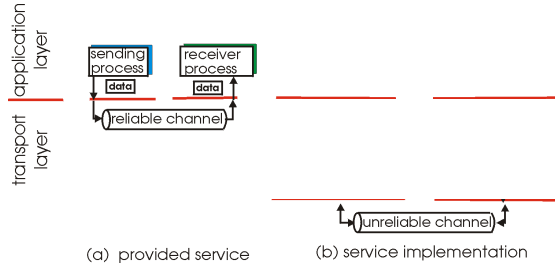 application
layer
sending
process
receiver
process
data
data
reliable channel
transport
layer
unreliable channel
(a) provided service
(b) service implementation